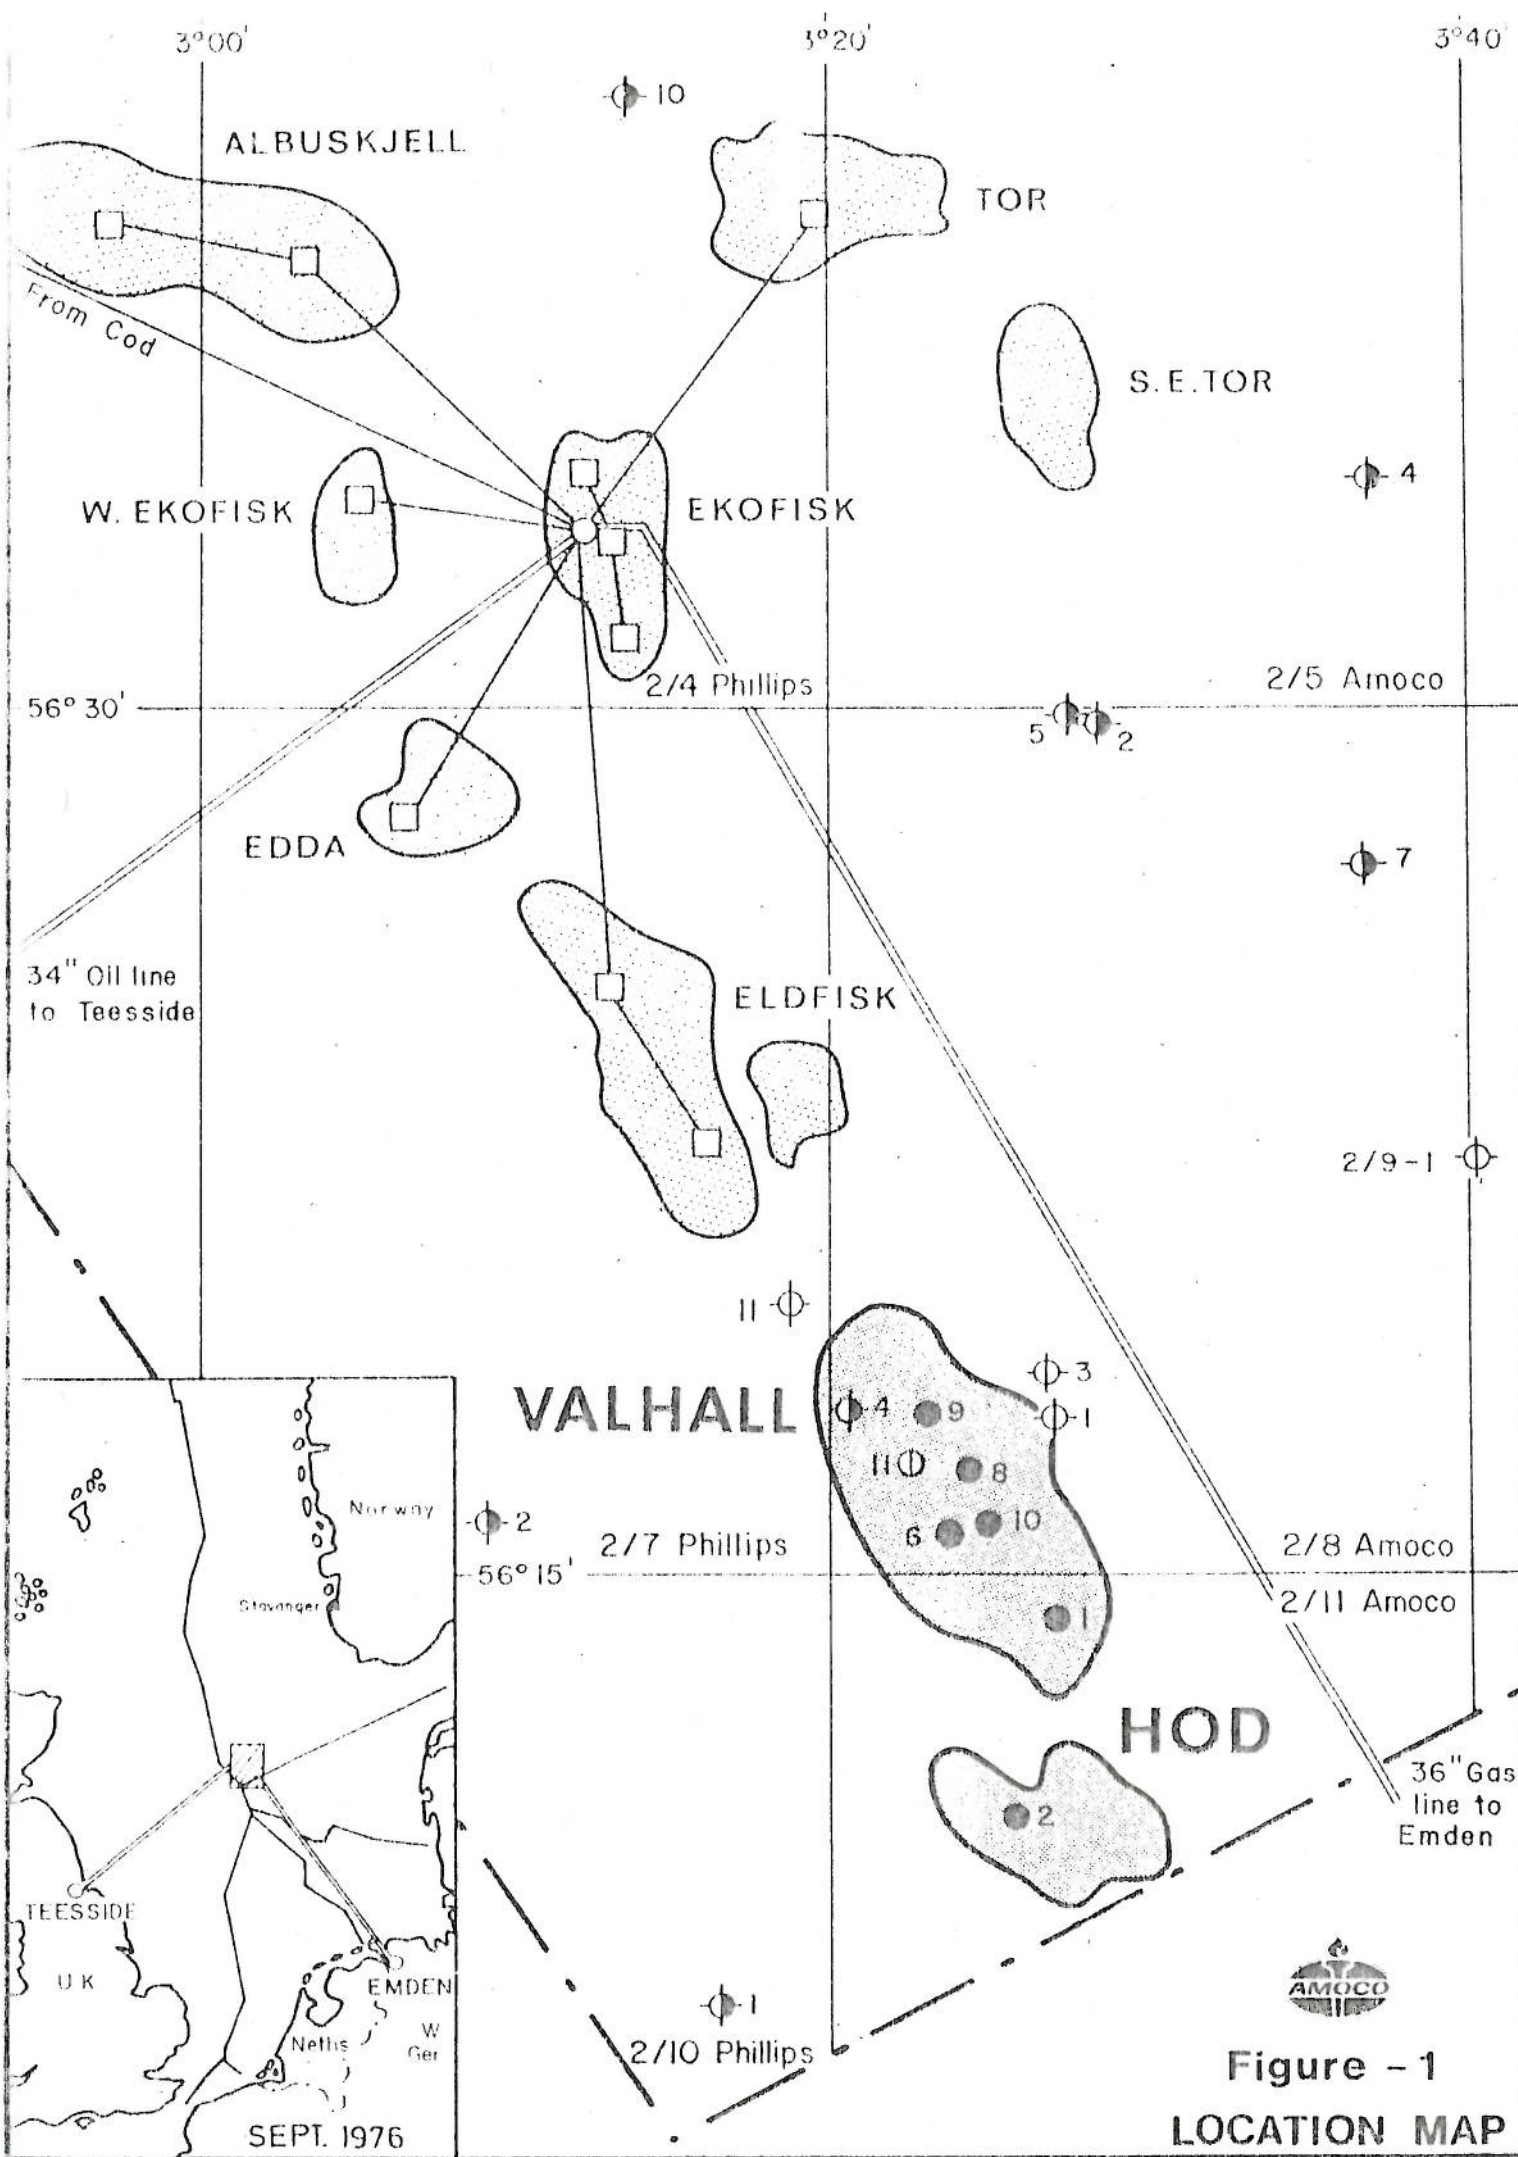 3°00'
3°20'
3°40'
10
ALBUSKJELL
TOR
From Cod
S.E.TOR
4
W. EKOFISK
EKOFISK
2/4 Phillips
2/5 Amoco
56° 30'
5
2
EDDA
7
34" Oil line
to Teesside
ELDFISK
2/9-1
11
3
VALHALL
4
9
1
11
8
Norway
2
6
10
2/7 Phillips
2/8 Amoco
56° 15'
Stavanger
2/11 Amoco
1
HOD
36" Gas
line to
Emden
2
TEESSIDE
U K
EMDEN
AMOCO
1
W
Ger
Neths
2/10 Phillips
Figure - 1
SEPT. 1976
LOCATION MAP